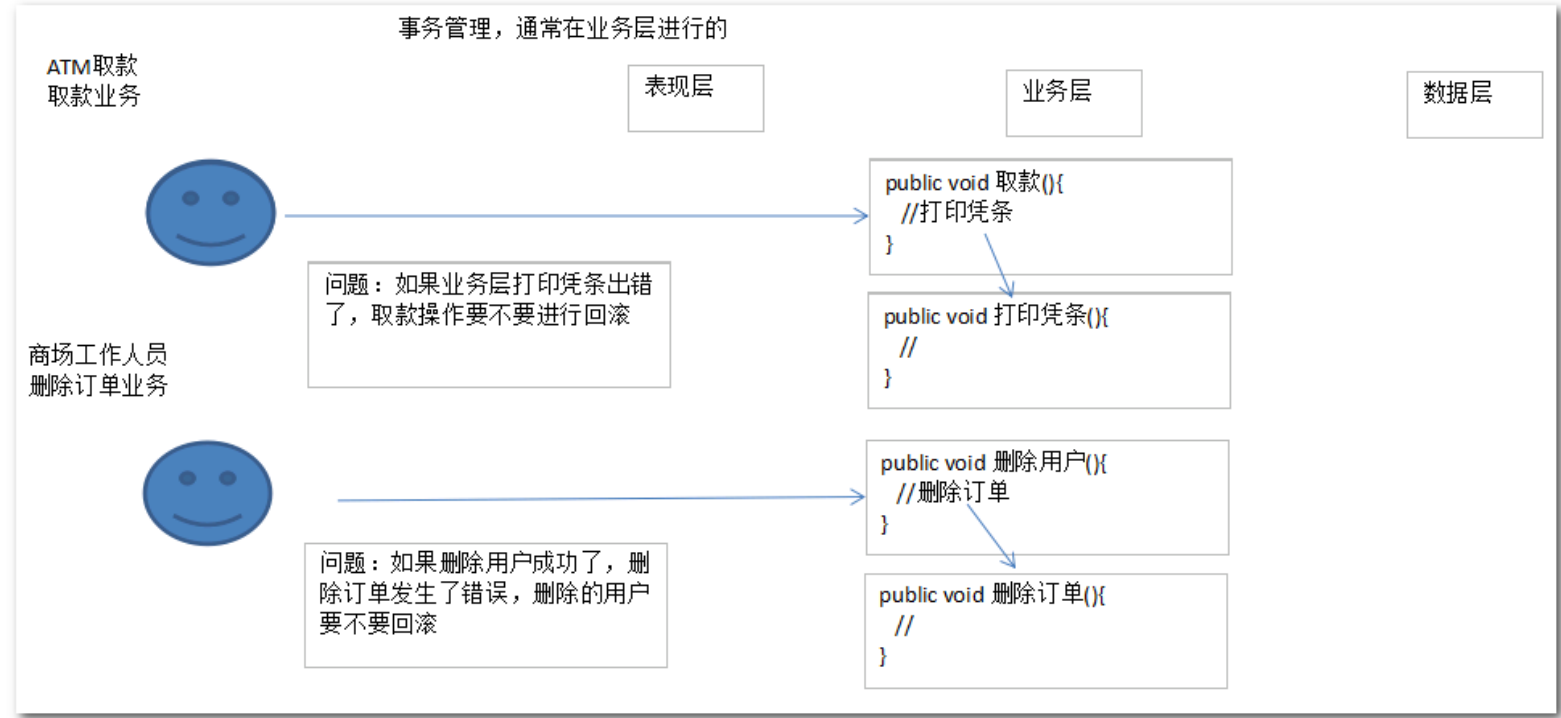 事务管理，通常在业务层进行的
ATM取款
取款业务
表现层
业务层
数据层
public void 取款(){
//打印凭条
}
问题：如果业务层打印凭条出错
了，取款操作要不要进行回滚
public void 打印凭条(){
//
}
商场工作人员
删除订单业务
public void 删除用户(){
//删除订单
}
问题：如果删除用户成功了，删
除订单发生了错误，删除的用户
要不要回滚
public void 删除订单(){
//
}